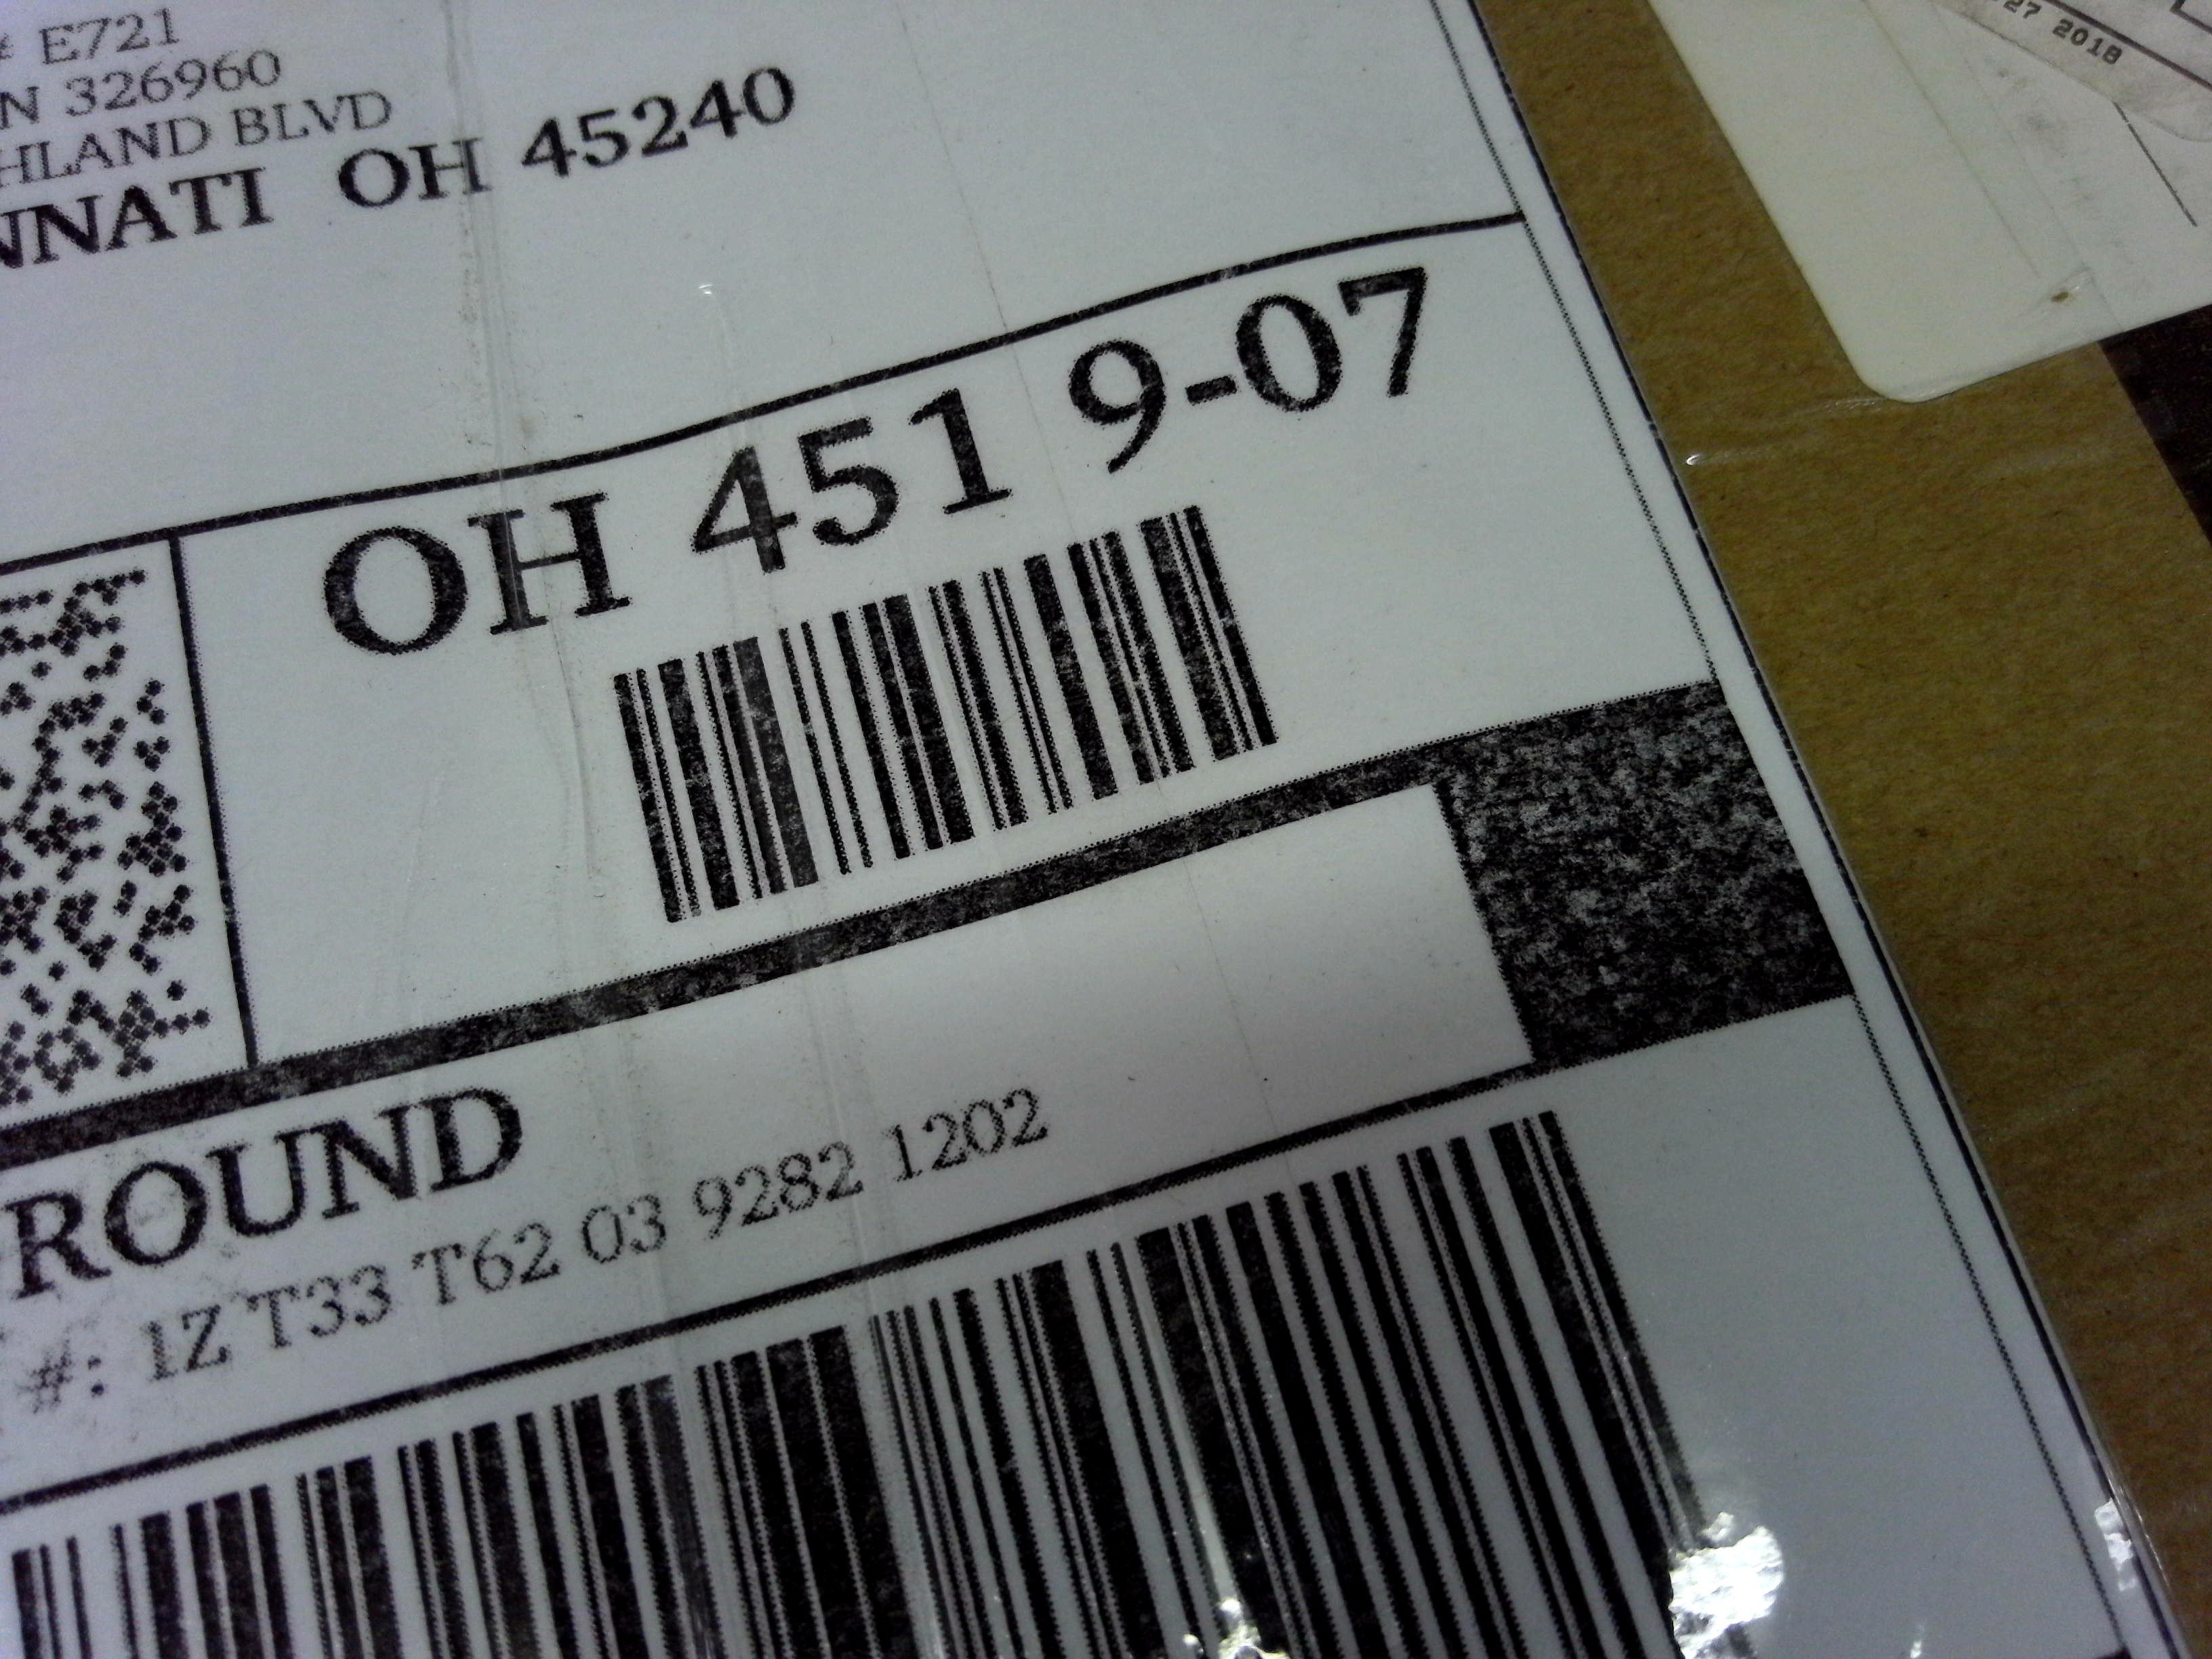 # E721
N 326960
HLAND BLVD
NNATI OH 45240
OH 451 9-07
ROUND
#: 1Z T33 T62 03 9282 1202
27 2018